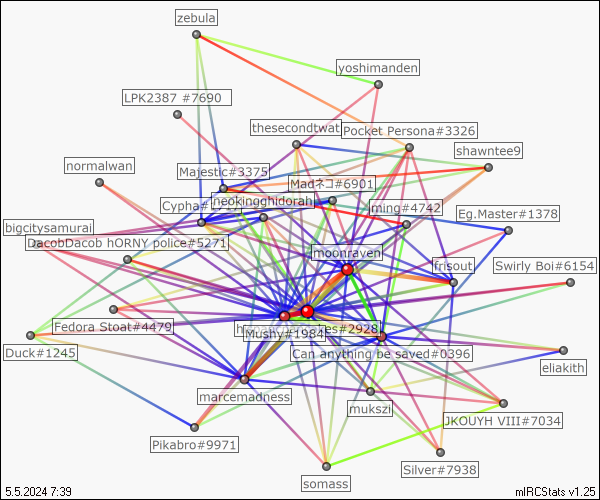 zebula
yoshimanden
LPK2387 #7690
thesecondtwat
Pocket Persona#3326
shawntee9
normalwan
Majestic#3375
Madネコ#6901
Cypha#
neokingghidorah
ming#4742
Eg.Master#1378
bigcitysamurai
DacobDacob hORNY police#5271
moonrayen
frisout
Swirly Boi#6154
Fedora Stoat#4479
#2928
Mushy#1984
Duck#1245
Can anything be saved#0396
eliakith
marcemadness
mukszi
JKOUYH VIII#7034
Pikabro#9971
Silver#7938
somass
5.5.2024 7:39
mIRCStats v1.25